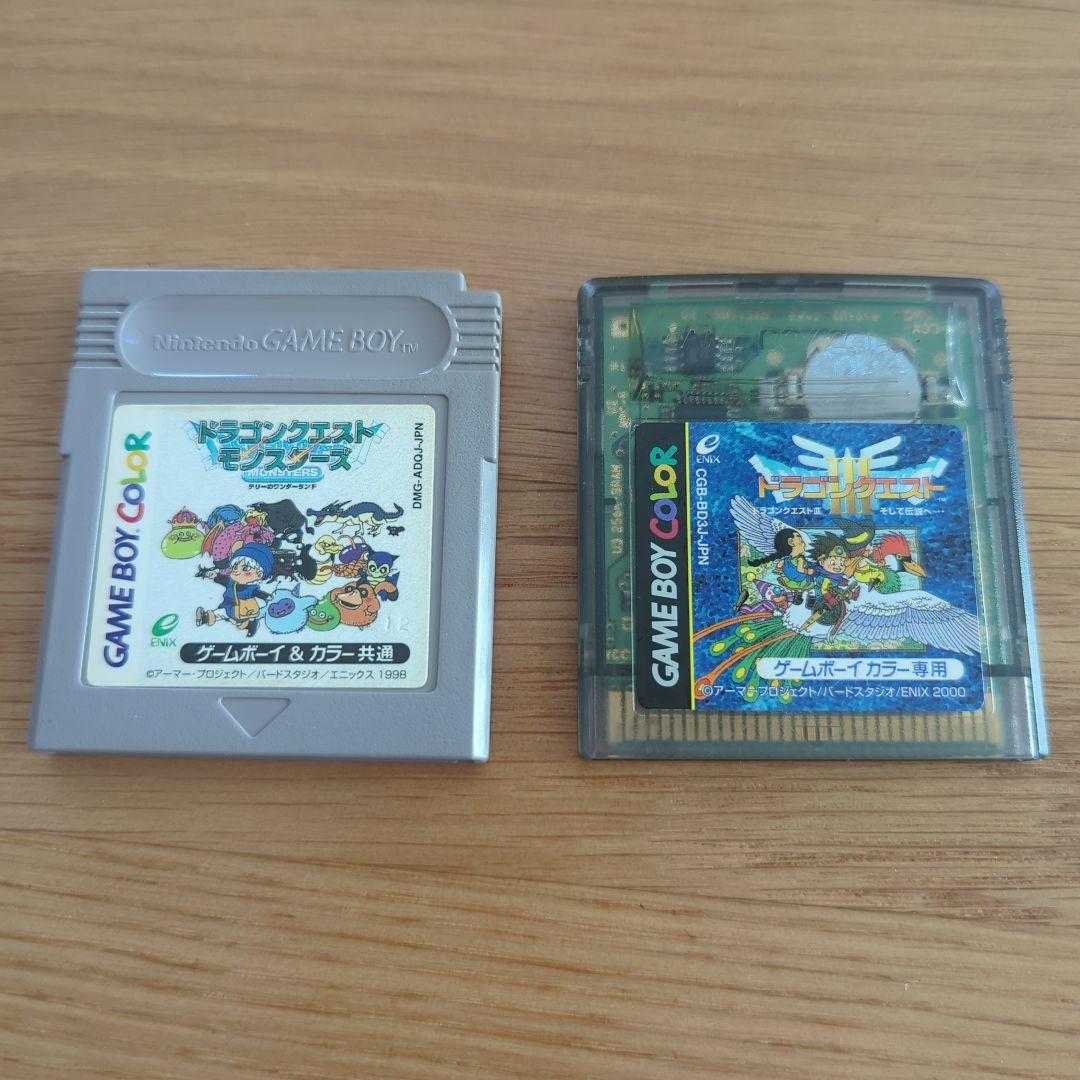 Nintendo GAME BOY TM
ドラゴンクエスト
モンスターズ
MONSTERS
テリーのワンダーランド
GAME BOY COLOR
DMG-ADQJ-JPN
ENIX
12
ゲームボーイ & カラー共通
©アーマー・プロジェクト/バードスタジオ/エニックス 1998
GAME BOY COLOR
ENIX
CGB-BD3J-JPN
III
ドラゴンクエスト
TM
ドラゴンクエストIII そして伝説へ…
ゲームボーイ カラー専用
©アーマープロジェクト/バードスタジオ/ENIX 2000